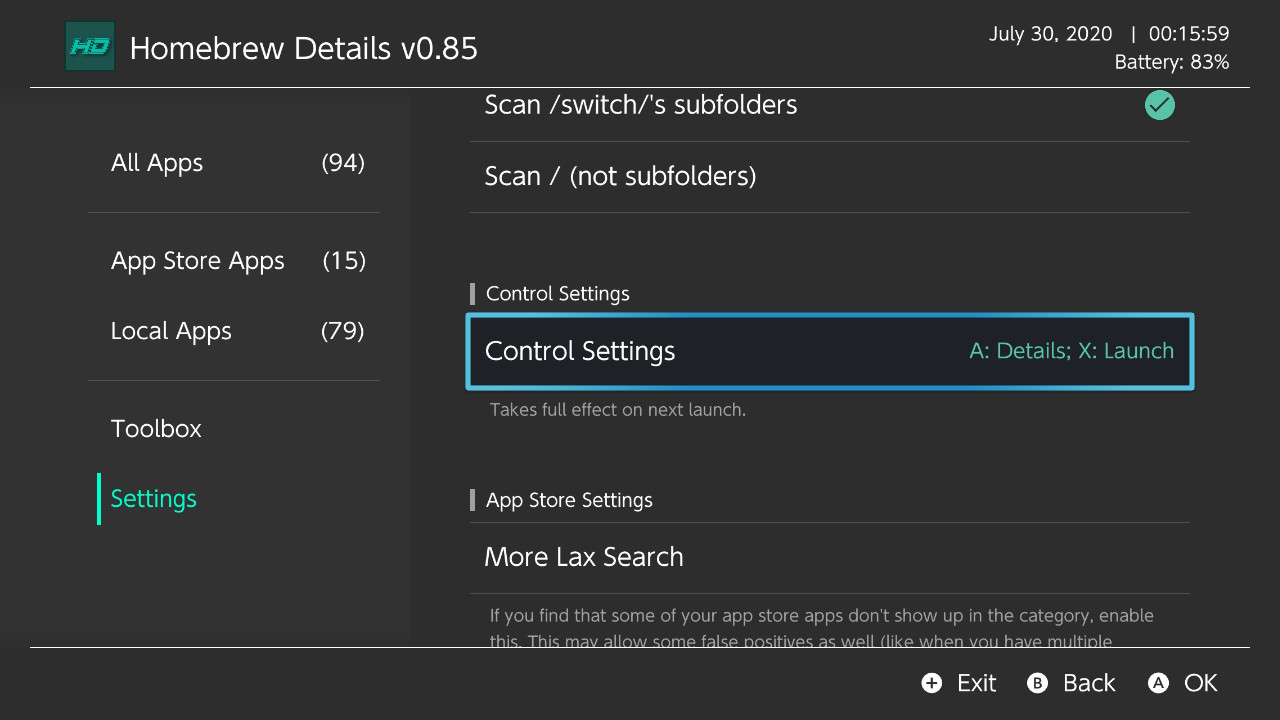 HD
Homebrew Details v0.85
July 30, 2020 | 00:15:59
Battery: 83%
All Apps (94)
App Store Apps (15)
Local Apps (79)
Toolbox
Settings
Scan /switch/'s subfolders
Scan / (not subfolders)
Control Settings
Control Settings A: Details; X: Launch
Takes full effect on next launch.
App Store Settings
More Lax Search
If you find that some of your app store apps don't show up in the category, enable
this. This may allow some false positives as well (like when you have multiple
+ Exit B Back A OK